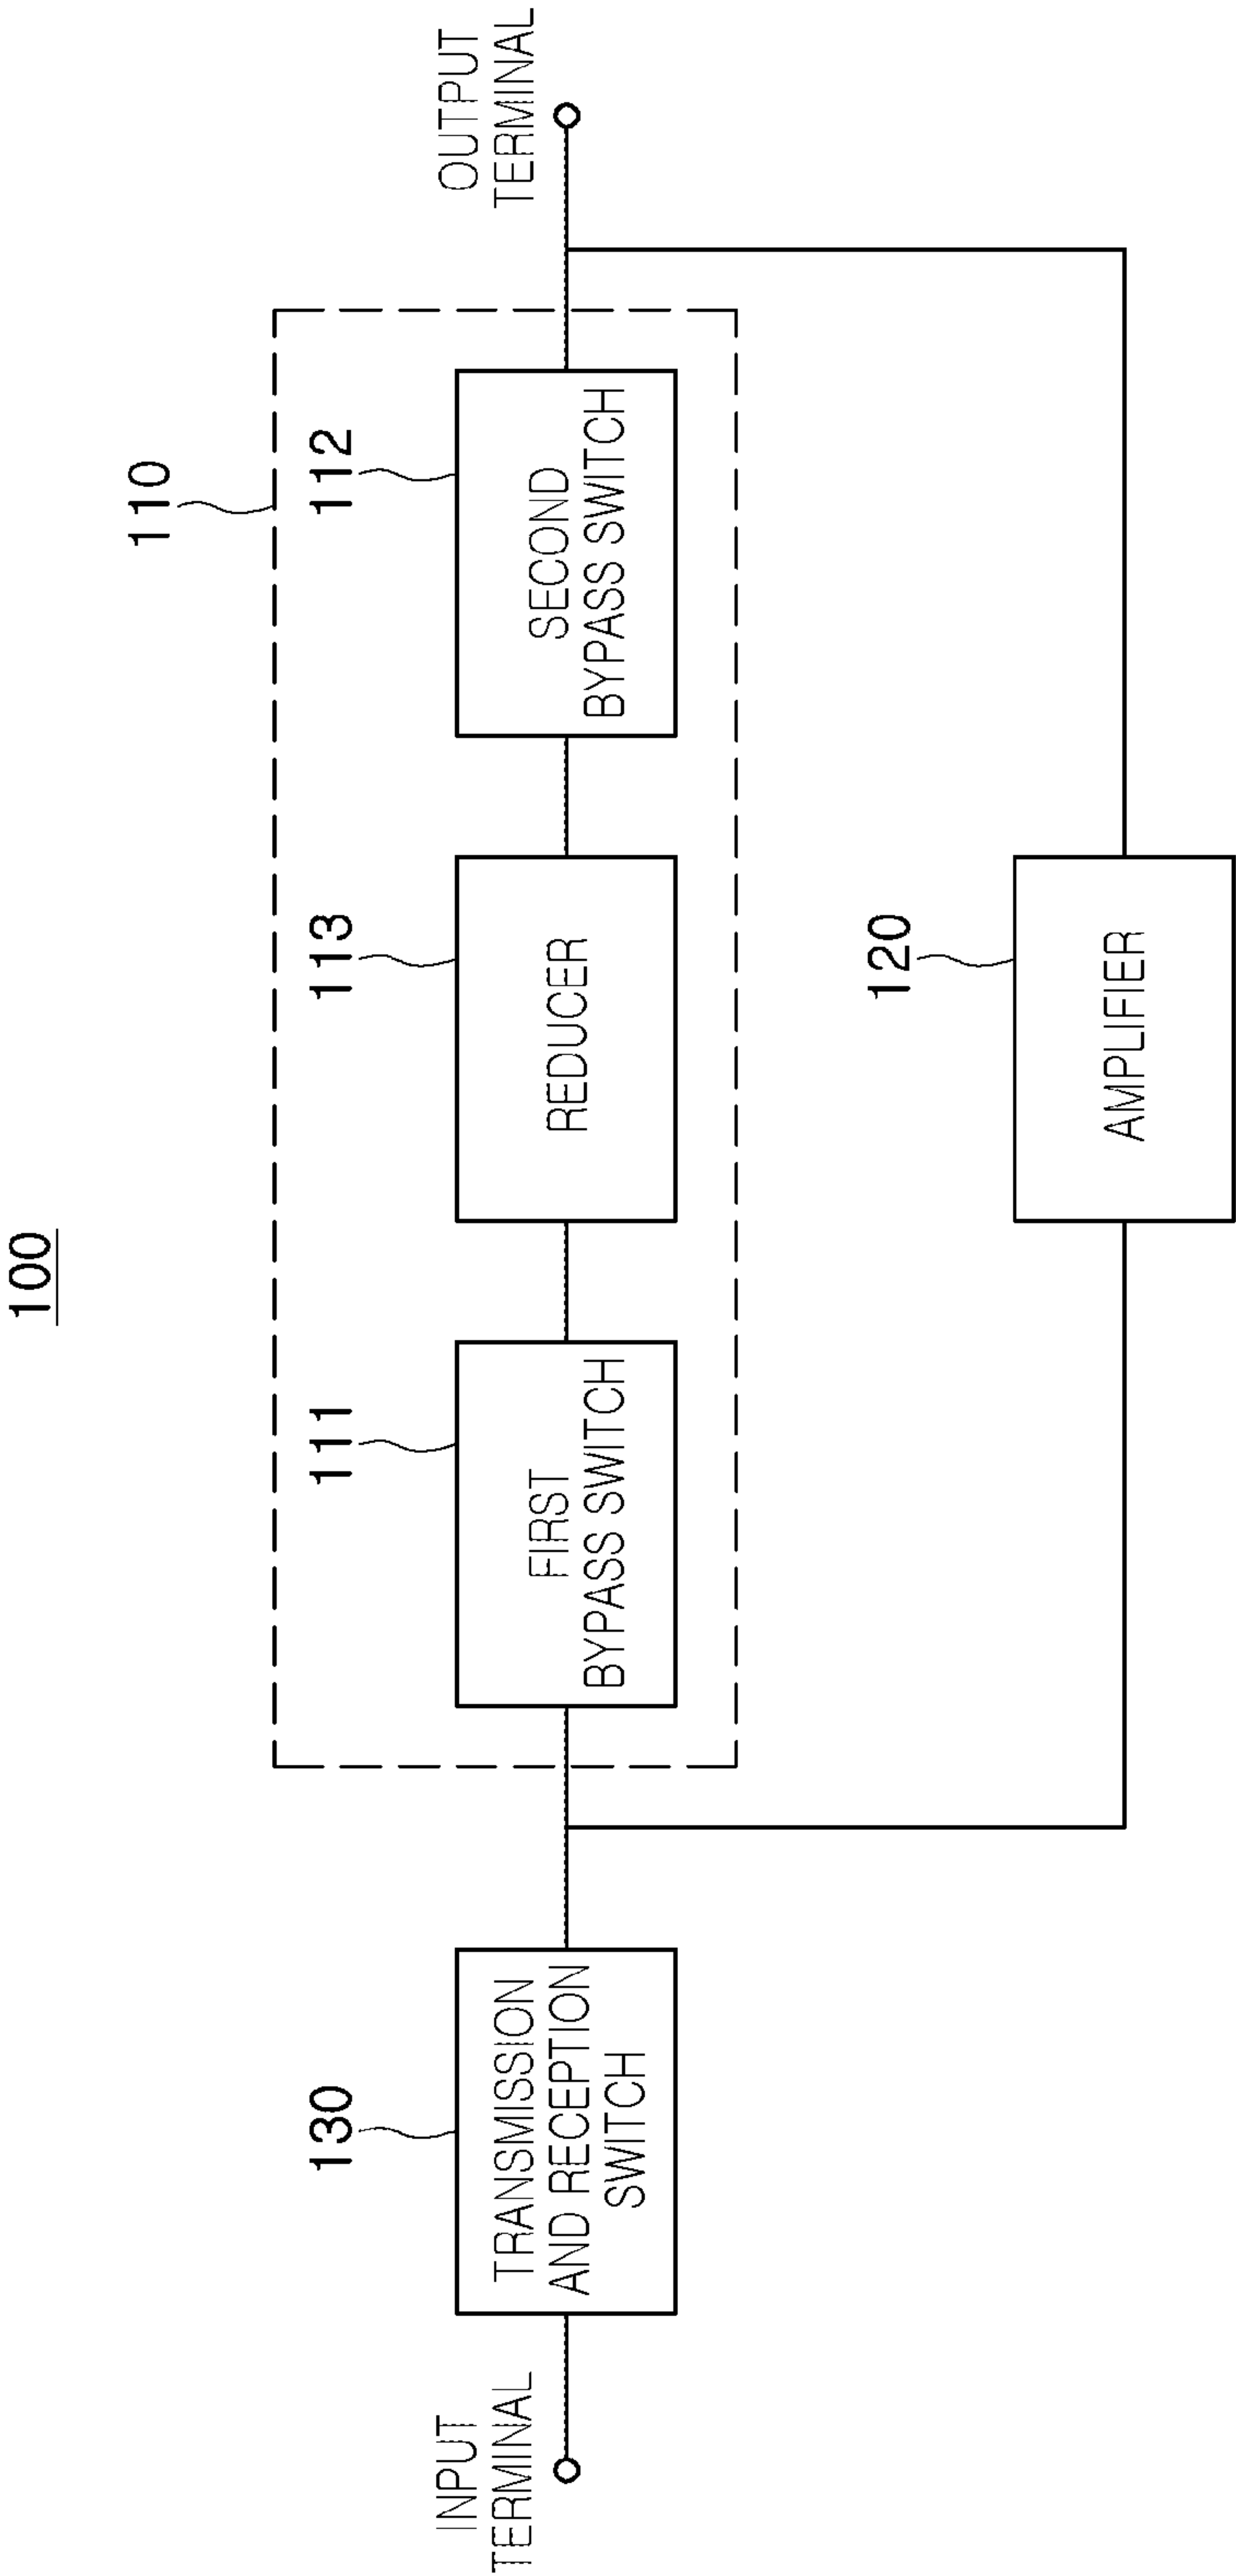 100
110
130
111
113
112
INPUT
TERMINAL
TRANSMISSION
AND RECEPTION
SWITCH
FIRST
BYPASS SWITCH
REDUCER
SECOND
BYPASS SWITCH
OUTPUT
TERMINAL
120
AMPLIFIER